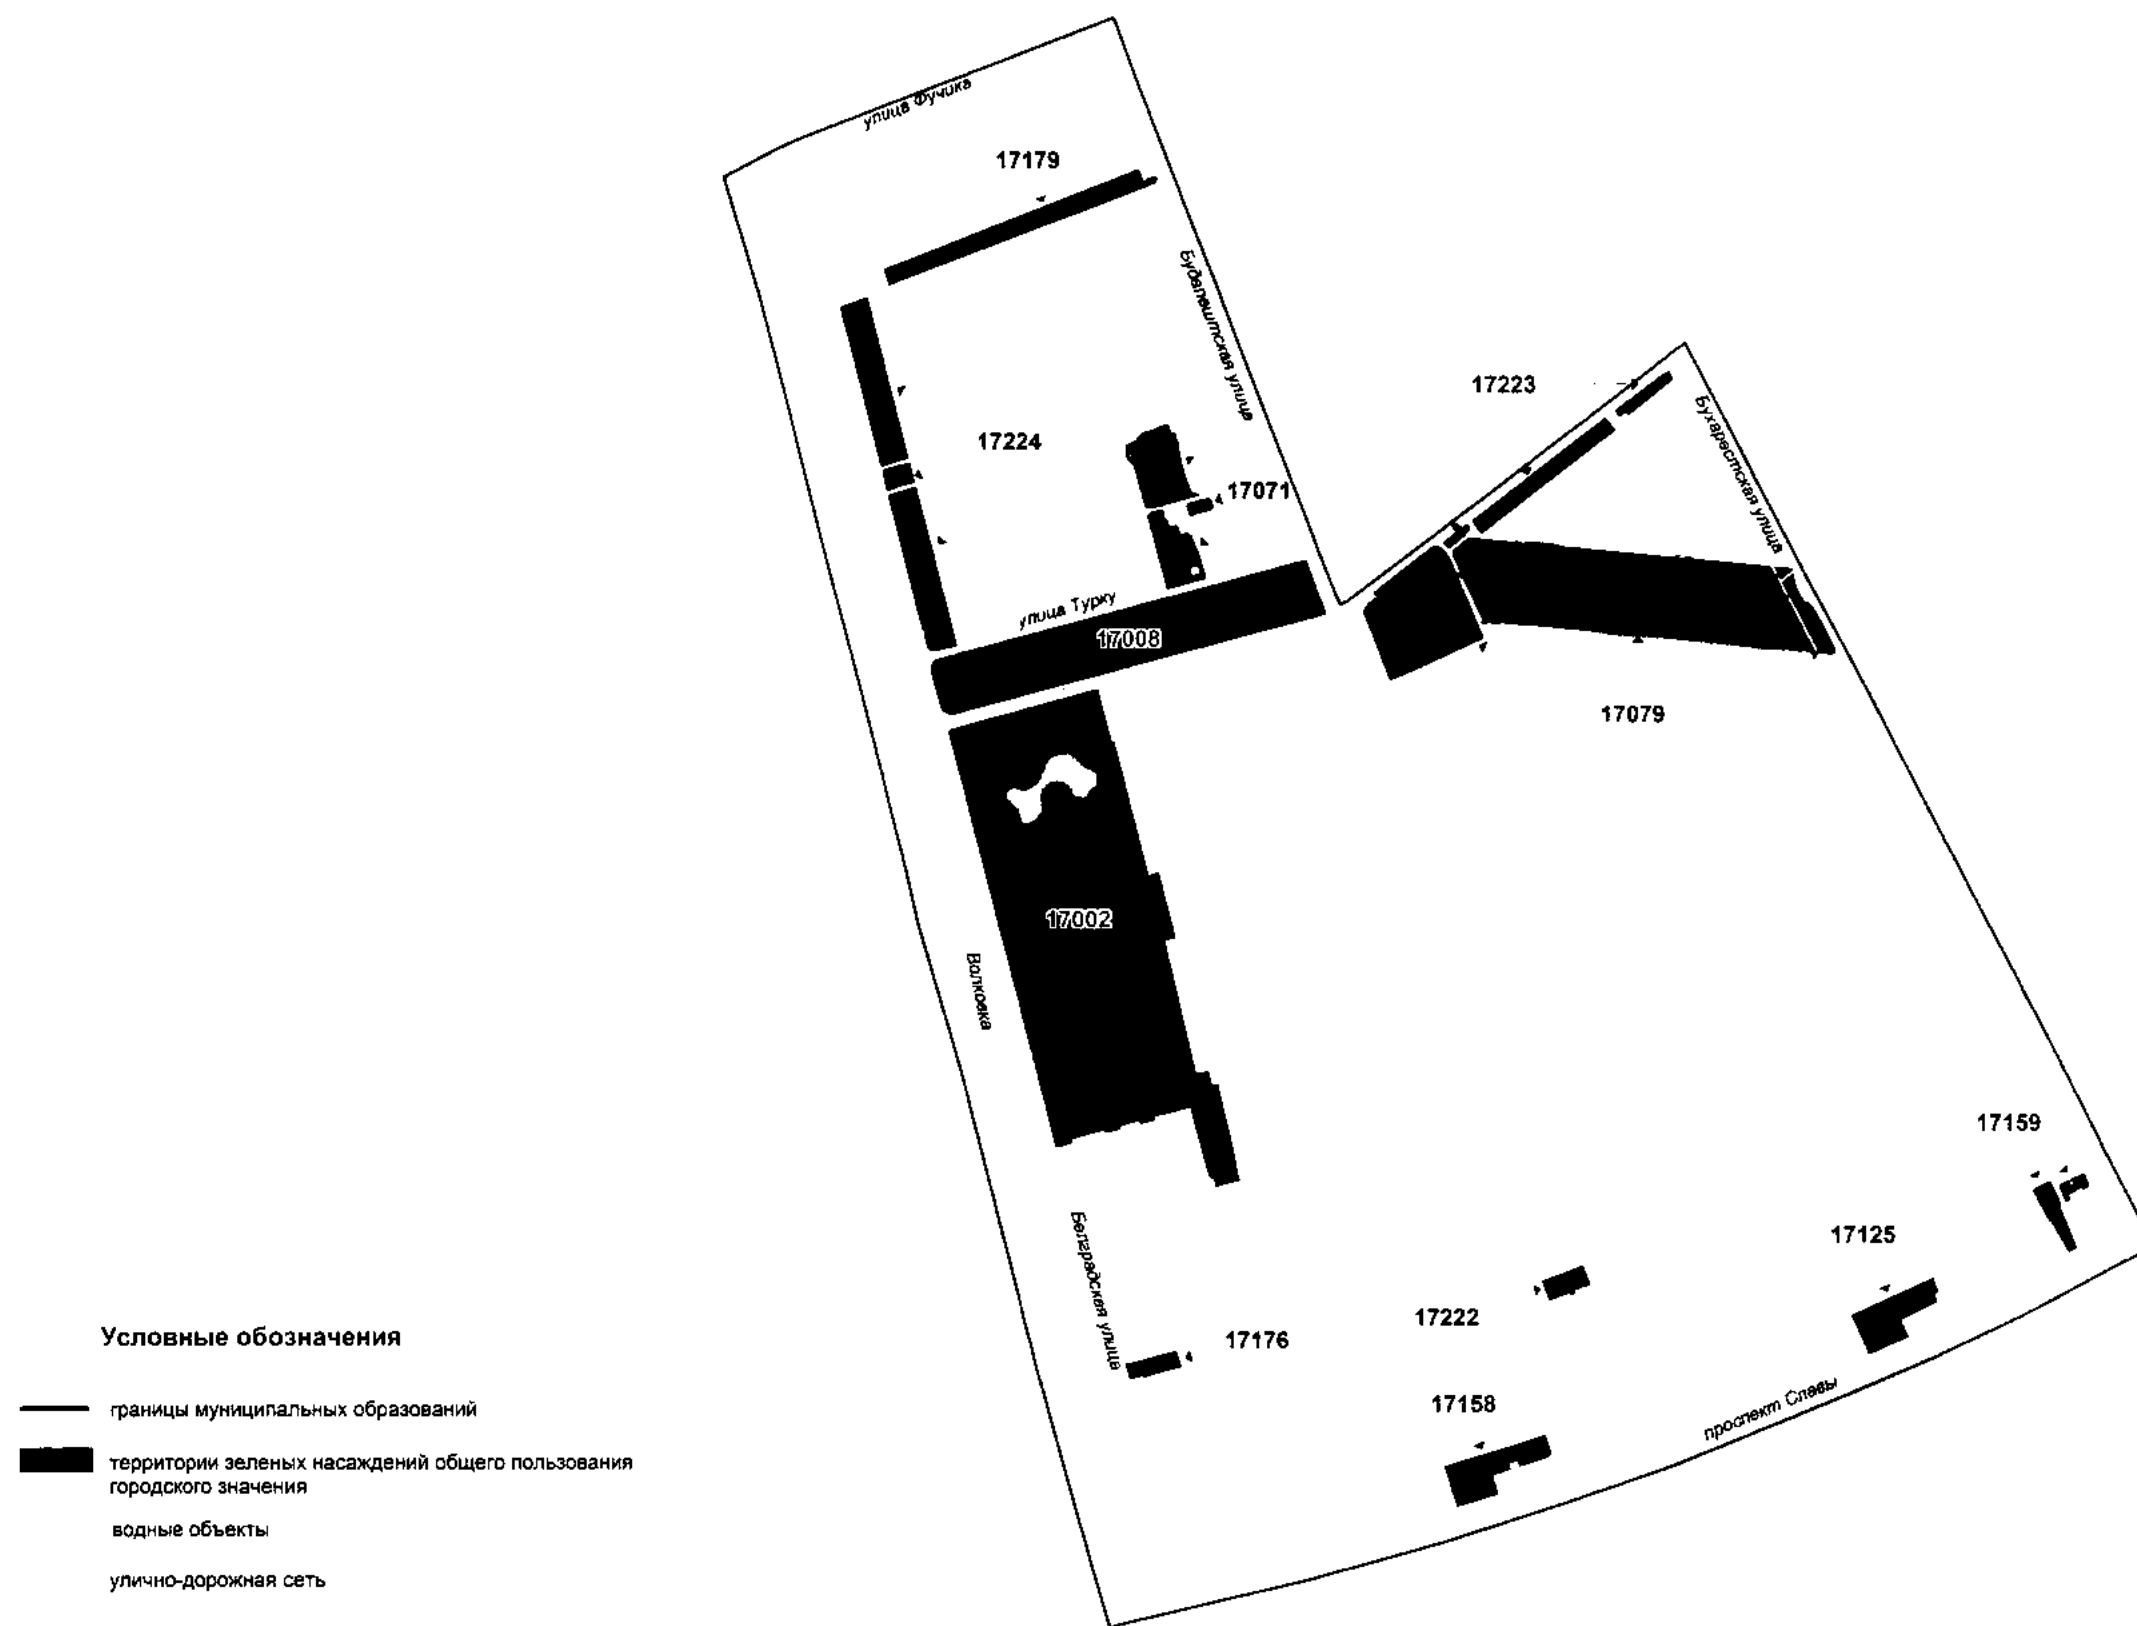 улица Фучика
17179
Будапештская улица
17223
Бухарестская улица
17224
17071
улица Турку
17008
17079
17002
Волковка
17159
17125
Белградская улица
17222
17176
17158
проспект Славы
Условные обозначения
границы муниципальных образований
территории зеленых насаждений общего пользования
городского значения
водные объекты
улично-дорожная сеть